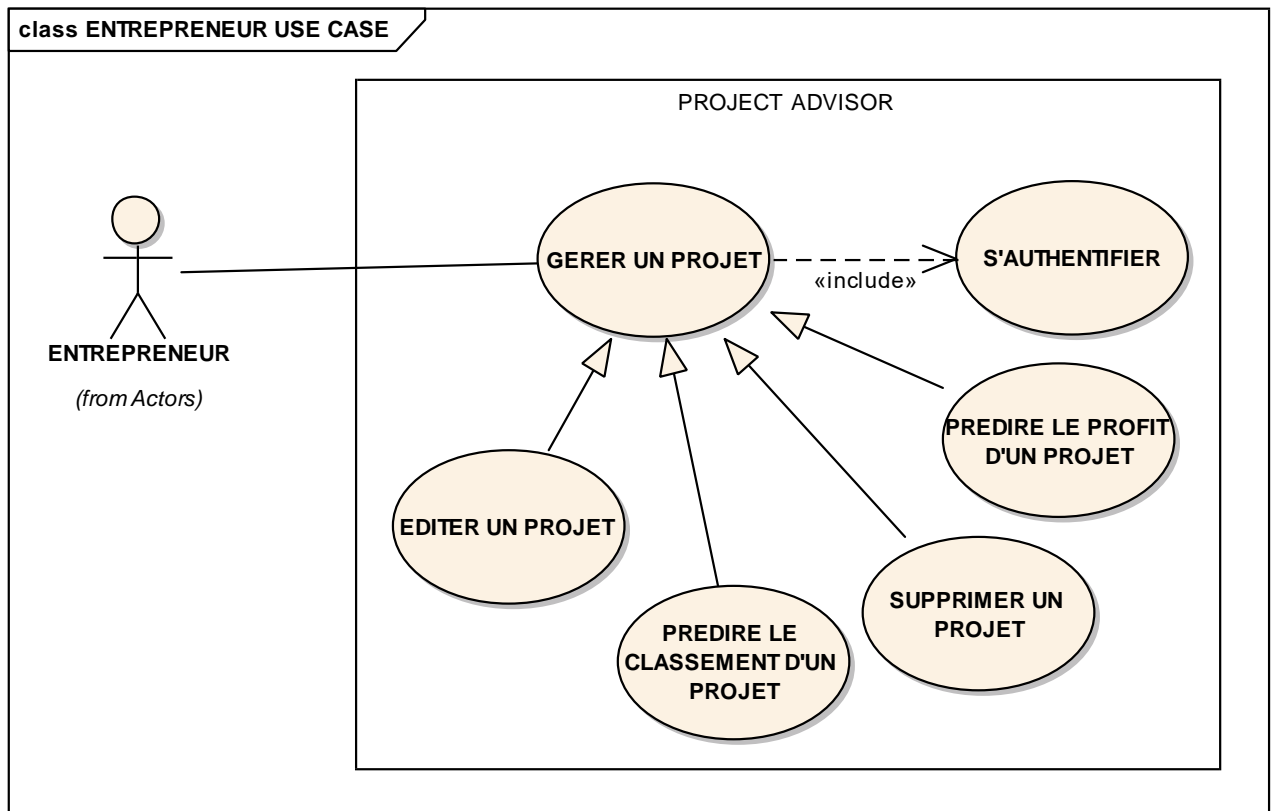 class ENTREPRENEUR USE CASE
PROJECT ADVISOR
ENTREPRENEUR
(from Actors)
GERER UN PROJET
«include»
S'AUTHENTIFIER
PREDIRE LE PROFIT
D'UN PROJET
EDITER UN PROJET
SUPPRIMER UN
PROJET
PREDIRE LE
CLASSEMENT D'UN
PROJET